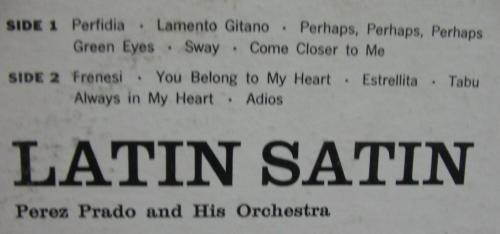 SIDE 1 Perfidia · Lamento Gitano · Perhaps, Perhaps, Perhaps
Green Eyes · Sway · Come Closer to Me
SIDE 2 Frenesi · You Belong to My Heart · Estrellita · Tabu
Always in My Heart · Adios
LATIN SATIN
Perez Prado and His Orchestra